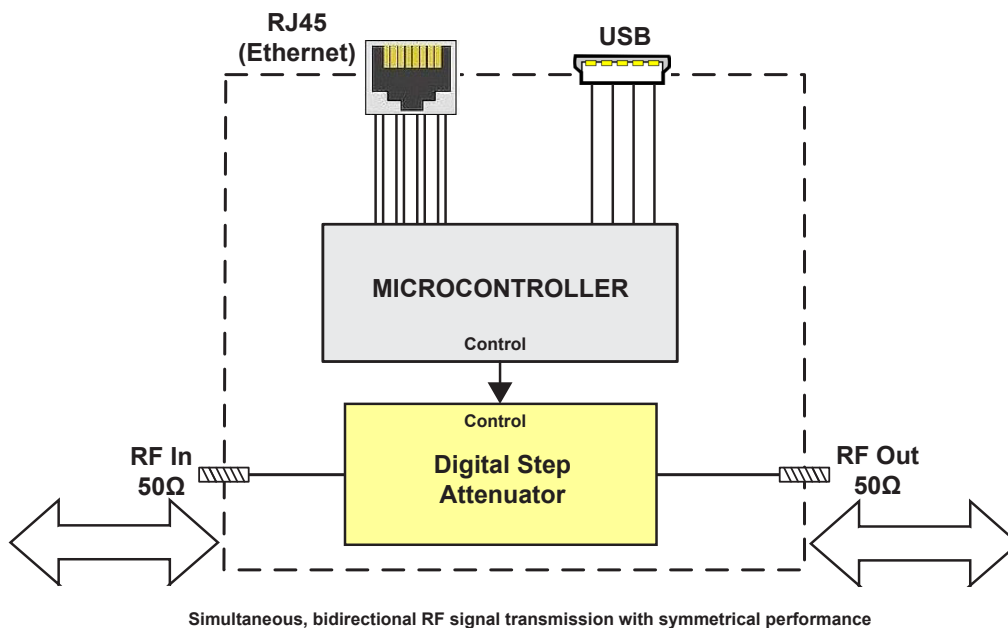 RJ45
(Ethernet)
USB
MICROCONTROLLER
Control
Control
Digital Step
Attenuator
RF In
50Ω
RF Out
50Ω
Simultaneous, bidirectional RF signal transmission with symmetrical performance